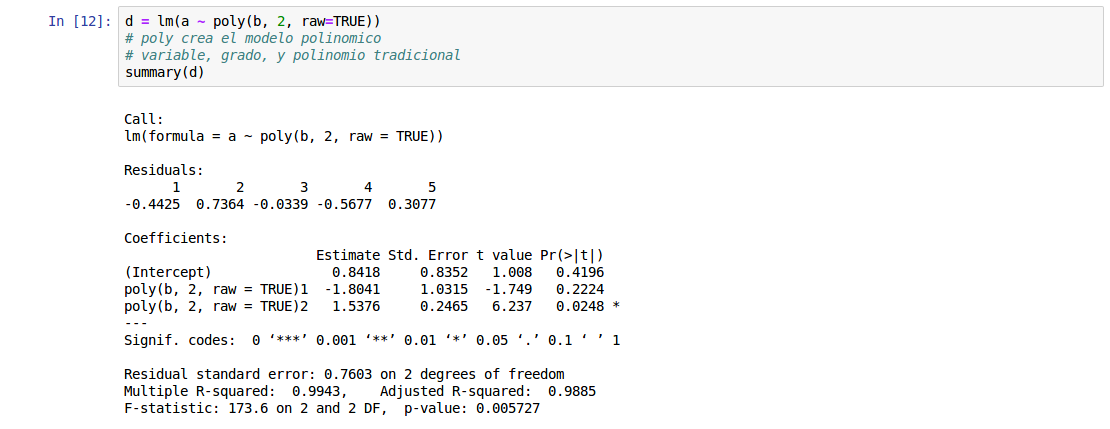 In [12]: d = lm(a ~ poly(b, 2, raw=TRUE))
# poly crea el modelo polinomico
# variable, grado, y polinomio tradicional
summary(d)
Call:
lm(formula = a ~ poly(b, 2, raw = TRUE))
Residuals:
1 2 3 4 5
-0.4425 0.7364 -0.0339 -0.5677 0.3077
Coefficients:
Estimate Std. Error t value Pr(>|t|)
(Intercept) 0.8418 0.8352 1.008 0.4196
poly(b, 2, raw = TRUE)1 -1.8041 1.0315 -1.749 0.2224
poly(b, 2, raw = TRUE)2 1.5376 0.2465 6.237 0.0248 *
---
Signif. codes: 0 ‘***’ 0.001 ‘**’ 0.01 ‘*’ 0.05 ‘.’ 0.1 ‘ ’ 1
Residual standard error: 0.7603 on 2 degrees of freedom
Multiple R-squared: 0.9943, Adjusted R-squared: 0.9885
F-statistic: 173.6 on 2 and 2 DF, p-value: 0.005727